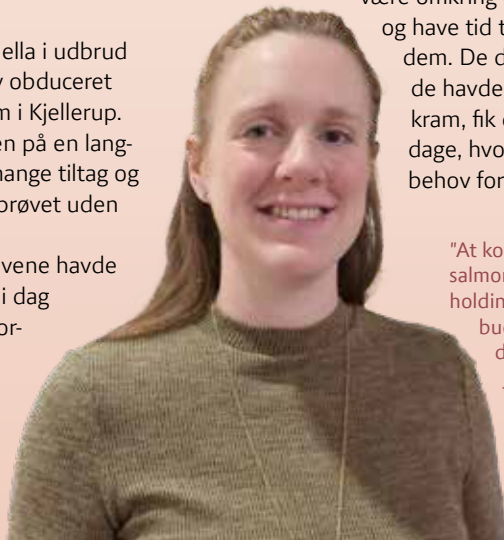 ella i udbrud
obduceret
m i Kjellerup.
en på en lang-
mange tiltag og
prøvet uden
vene havde
i dag
or-
være omkring
og have tid t
dem. De d
de havde
kram, fik
dage, hvo
behov for
"At ko
salmon
holdin
bu
d